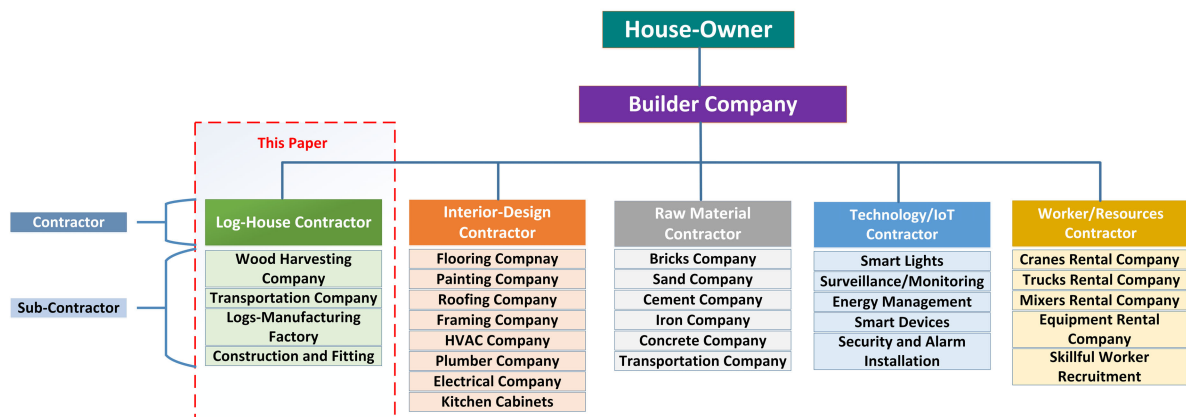 House-Owner
Builder Company
This Paper
Contractor
Sub-Contractor
Log-House Contractor
Wood Harvesting
Company
Transportation Company
Logs-Manufacturing
Factory
Construction and Fitting
Interior-Design
Contractor
Flooring Compnay
Painting Company
Roofing Company
Framing Company
HVAC Company
Plumber Company
Electrical Company
Kitchen Cabinets
Raw Material
Contractor
Bricks Company
Sand Company
Cement Company
Iron Company
Concrete Company
Transportation Company
Technology/IoT
Contractor
Smart Lights
Surveillance/Monitoring
Energy Management
Smart Devices
Security and Alarm
Installation
Worker/Resources
Contractor
Cranes Rental Company
Trucks Rental Company
Mixers Rental Company
Equipment Rental
Company
Skillful Worker
Recruitment